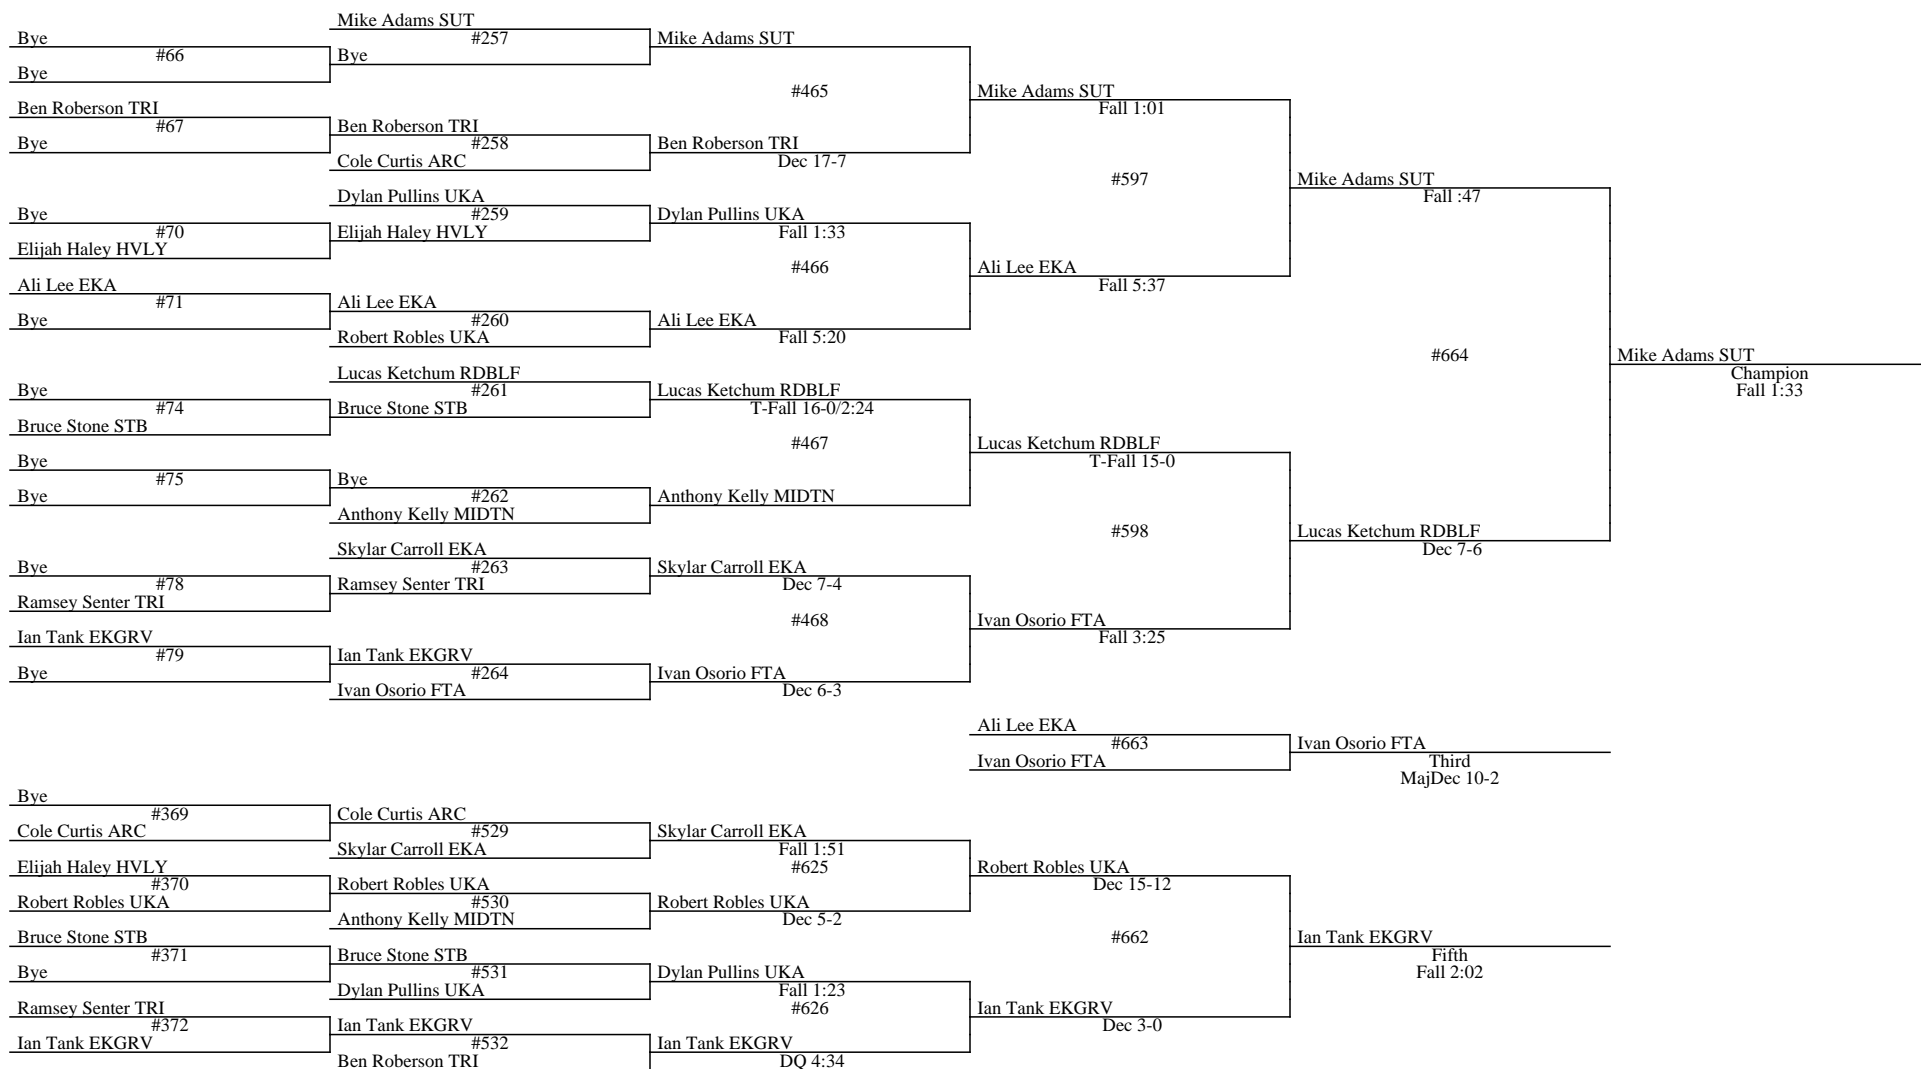 Mike Adams SUT
Bye
#257
Mike Adams SUT
#66
Bye
Bye
#465
Mike Adams SUT
Ben Roberson TRI
Fall 1:01
#67
Ben Roberson TRI
Bye
#258
Ben Roberson TRI
Cole Curtis ARC
Dec 17-7
#597
Mike Adams SUT
Dylan Pullins UKA
Fall :47
Bye
#259
Dylan Pullins UKA
#70
Elijah Haley HVLY
Fall 1:33
Elijah Haley HVLY
#466
Ali Lee EKA
Ali Lee EKA
Fall 5:37
#71
Ali Lee EKA
Bye
#260
Ali Lee EKA
Robert Robles UKA
Fall 5:20
#664
Mike Adams SUT
Lucas Ketchum RDBLF
Champion
Bye
#261
Lucas Ketchum RDBLF
Fall 1:33
#74
Bruce Stone STB
T-Fall 16-0/2:24
Bruce Stone STB
#467
Lucas Ketchum RDBLF
Bye
T-Fall 15-0
#75
Bye
Bye
#262
Anthony Kelly MIDTN
Anthony Kelly MIDTN
#598
Lucas Ketchum RDBLF
Skylar Carroll EKA
Dec 7-6
Bye
#263
Skylar Carroll EKA
#78
Ramsey Senter TRI
Dec 7-4
Ramsey Senter TRI
#468
Ivan Osorio FTA
Ian Tank EKGRV
Fall 3:25
#79
Ian Tank EKGRV
Bye
#264
Ivan Osorio FTA
Ivan Osorio FTA
Dec 6-3
Ali Lee EKA
#663
Ivan Osorio FTA
Ivan Osorio FTA
Third
MajDec 10-2
Bye
#369
Cole Curtis ARC
Cole Curtis ARC
#529
Skylar Carroll EKA
Skylar Carroll EKA
Fall 1:51
Elijah Haley HVLY
#625
Robert Robles UKA
#370
Robert Robles UKA
Dec 15-12
Robert Robles UKA
#530
Robert Robles UKA
Anthony Kelly MIDTN
Dec 5-2
Bruce Stone STB
#662
Ian Tank EKGRV
#371
Bruce Stone STB
Fifth
Bye
#531
Dylan Pullins UKA
Fall 2:02
Dylan Pullins UKA
Fall 1:23
Ramsey Senter TRI
#626
Ian Tank EKGRV
#372
Ian Tank EKGRV
Dec 3-0
Ian Tank EKGRV
#532
Ian Tank EKGRV
Ben Roberson TRI
DQ 4:34